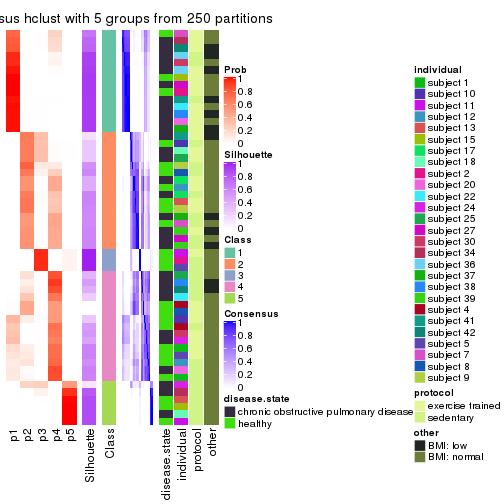 sus hclust with 5 groups from 250 partitions
Prob
1
0.8
0.6
0.4
0.2
0
Silhouette
1
0.8
0.6
0.4
0.2
0
Class
1
2
3
4
5
Consensus
1
0.8
0.6
0.4
0.2
0
disease.state
chronic obstructive pulmonary disease
healthy
individual
subject 1
subject 10
subject 11
subject 12
subject 13
subject 15
subject 17
subject 18
subject 2
subject 20
subject 22
subject 24
subject 25
subject 27
subject 30
subject 34
subject 36
subject 37
subject 38
subject 39
subject 4
subject 41
subject 42
subject 5
subject 7
subject 8
subject 9
protocol
exercise trained
sedentary
other
BMI: low
BMI: normal
p1
p2
p3
p4
p5
Silhouette
Class
disease.state
individual
protocol
other